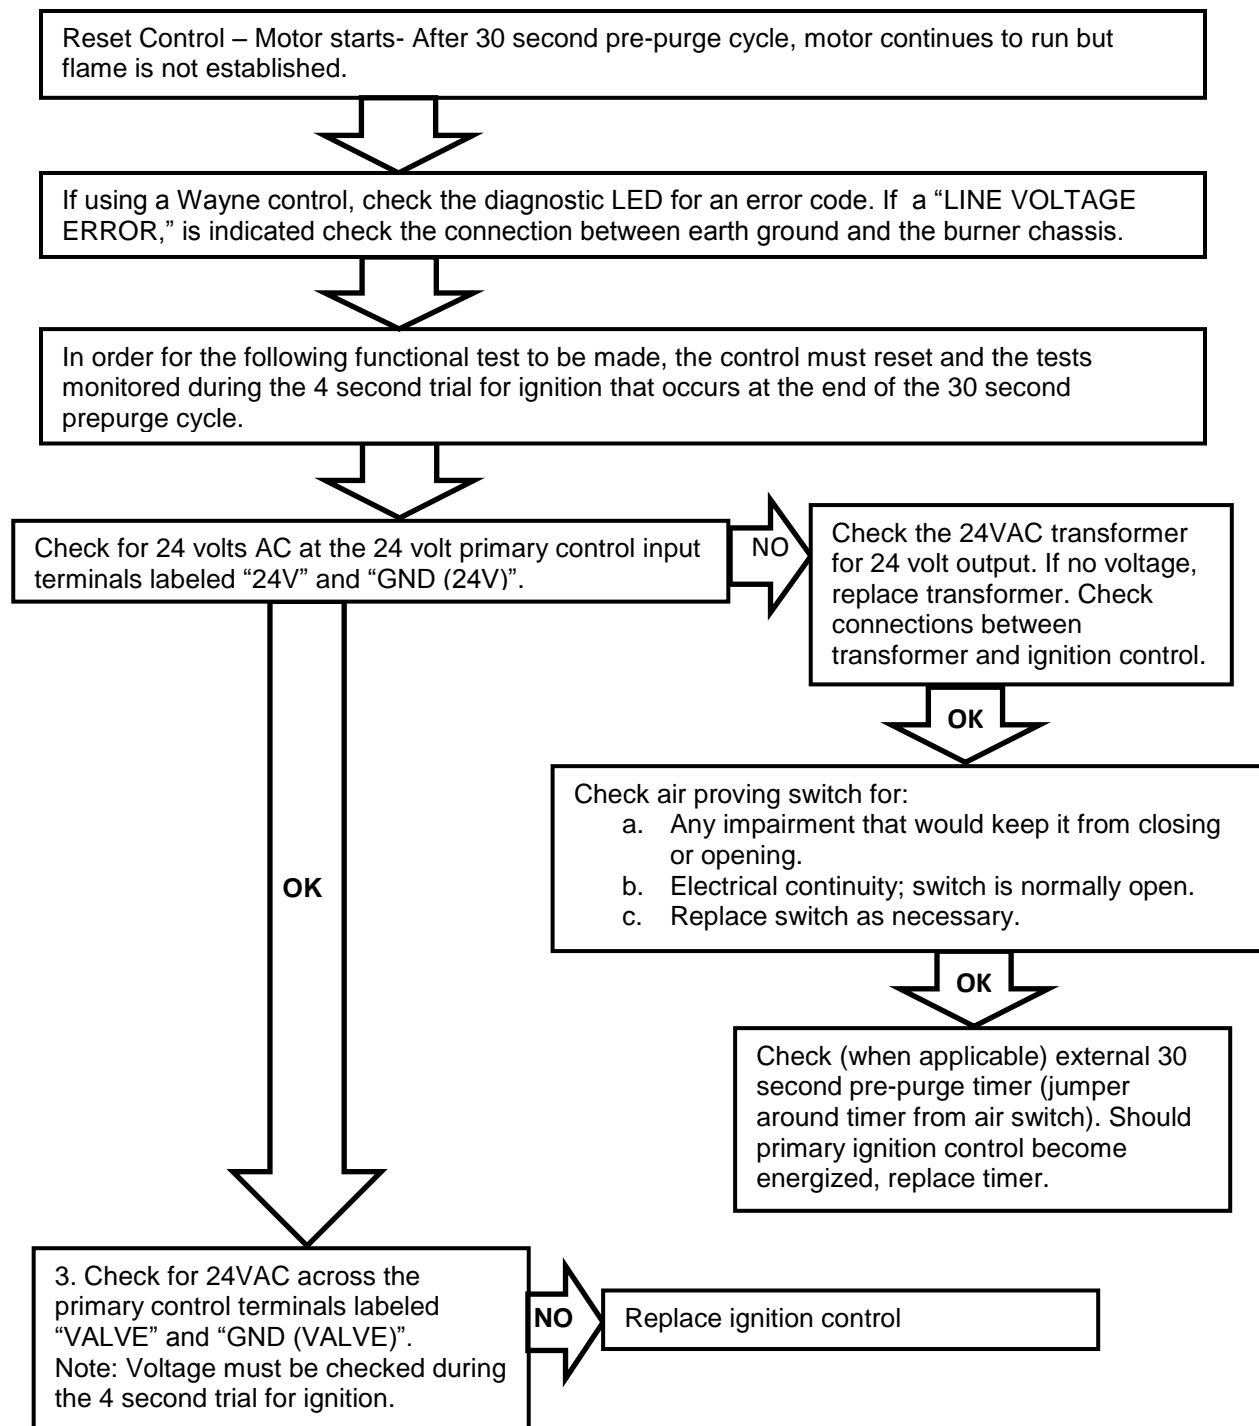 Reset Control – Motor starts- After 30 second pre-purge cycle, motor continues to run but
flame is not established.
If using a Wayne control, check the diagnostic LED for an error code. If  a “LINE VOLTAGE
ERROR,” is indicated check the connection between earth ground and the burner chassis.
In order for the following functional test to be made, the control must reset and the tests
monitored during the 4 second trial for ignition that occurs at the end of the 30 second
prepurge cycle.
Check for 24 volts AC at the 24 volt primary control input
terminals labeled “24V” and “GND (24V)”.
NO
Check the 24VAC transformer
for 24 volt output. If no voltage,
replace transformer. Check
connections between
transformer and ignition control.
OK
Check air proving switch for:
a. Any impairment that would keep it from closing
or opening.
b. Electrical continuity; switch is normally open.
c. Replace switch as necessary.
OK
OK
Check (when applicable) external 30
second pre-purge timer (jumper
around timer from air switch). Should
primary ignition control become
energized, replace timer.
3. Check for 24VAC across the
primary control terminals labeled
“VALVE” and “GND (VALVE)”.
Note: Voltage must be checked during
the 4 second trial for ignition.
NO
Replace ignition control